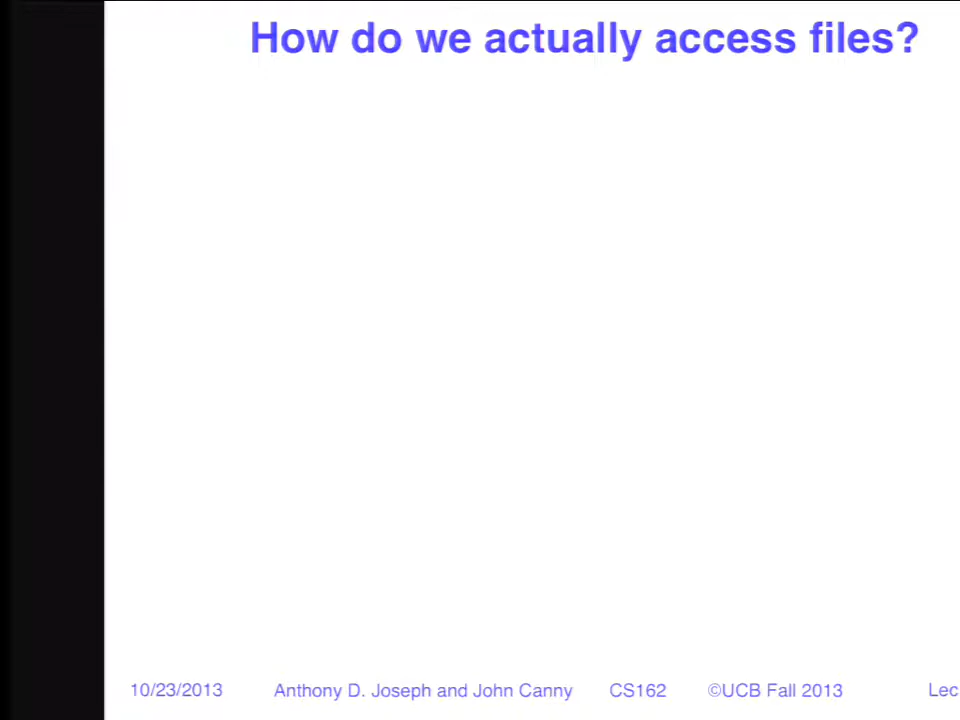 How do we actually access files?
10/23/2013 Anthony D. Joseph and John Canny CS162 ©UCB Fall 2013 Lec